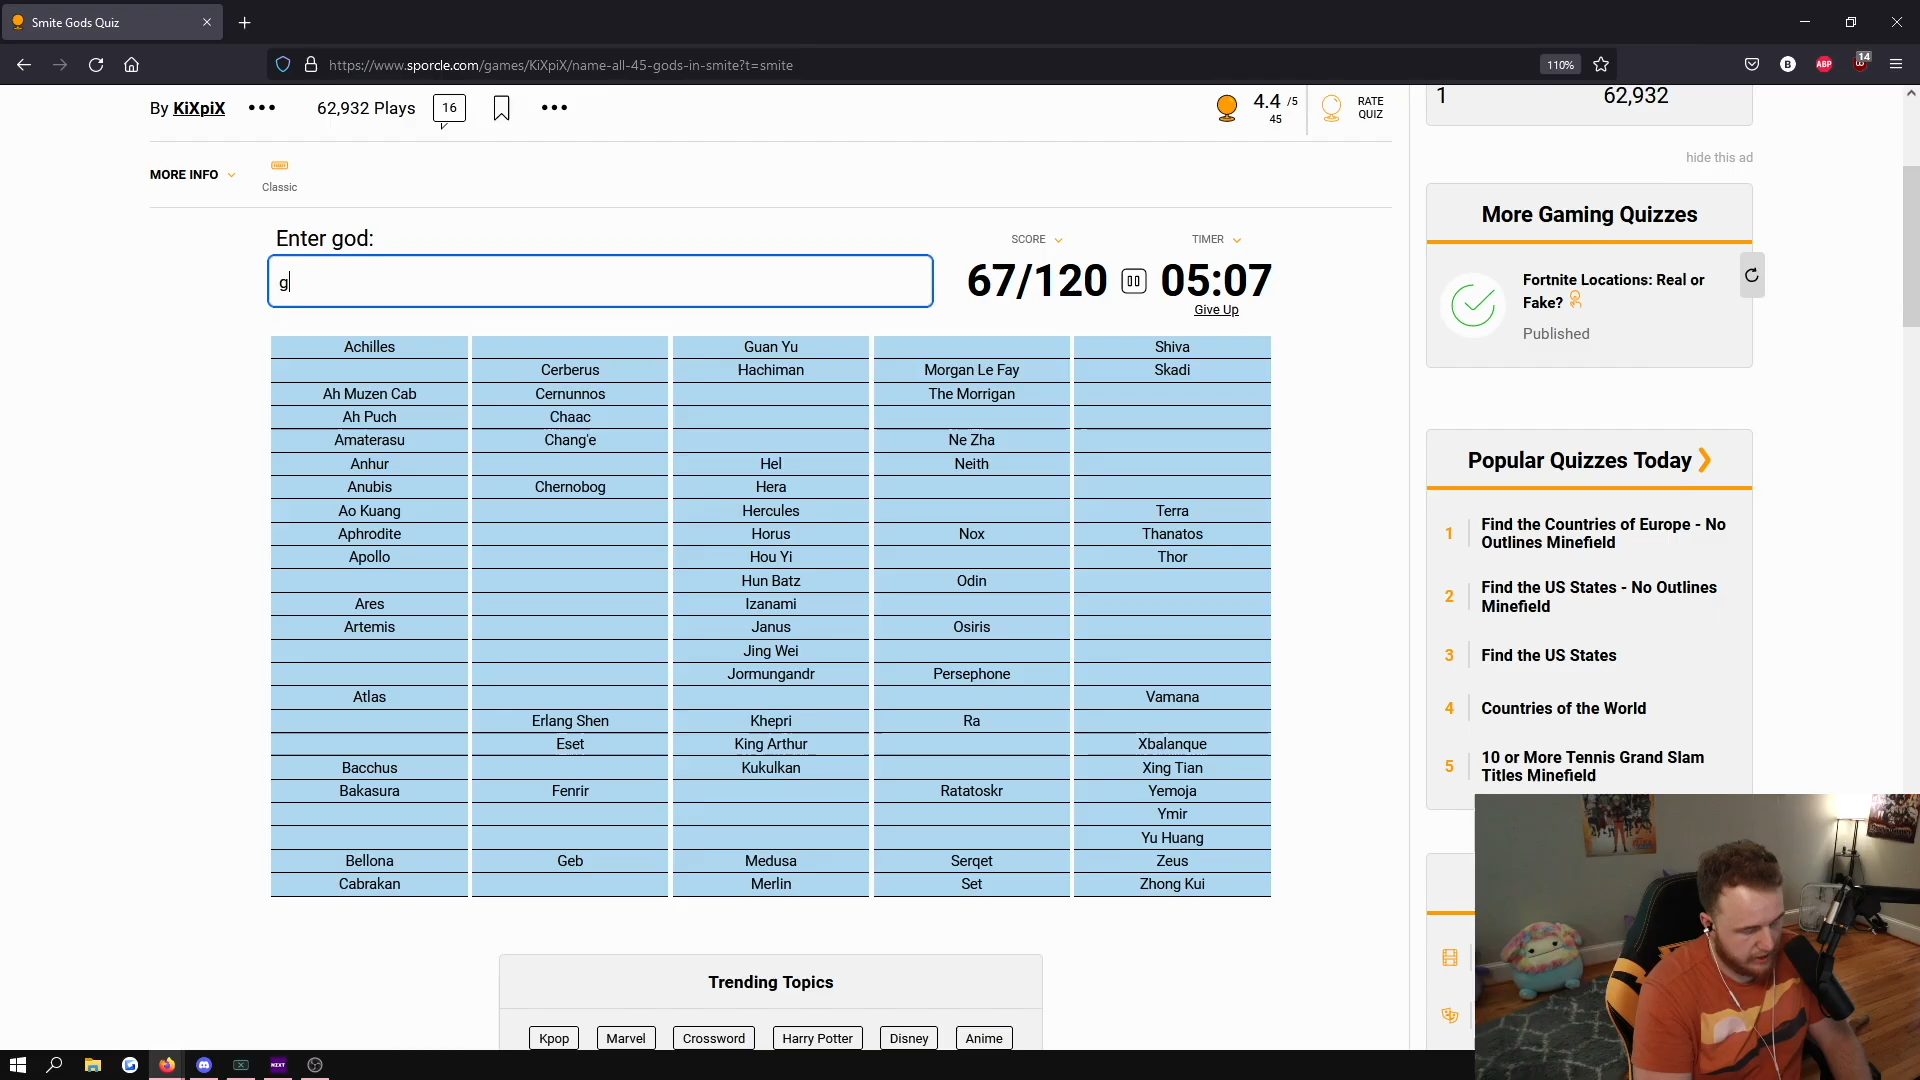 Smite Gods Quiz
https://www.sporcle.com/games/KiXpiX/name-all-45-gods-in-smite?t=smite
110%
B
ABP
14
By KiXpiX
62,932 Plays
16
4.4 /5
45
RATE
QUIZ
1
62,932
hide this ad
MORE INFO
Classic
Enter god:
g
SCORE
TIMER
67/120
05:07
Give Up
Achilles
Guan Yu
Shiva
Cerberus
Hachiman
Morgan Le Fay
Skadi
Ah Muzen Cab
Cernunnos
The Morrigan
Ah Puch
Chaac
Amaterasu
Chang'e
Ne Zha
Anhur
Hel
Neith
Anubis
Chernobog
Hera
Ao Kuang
Hercules
Terra
Aphrodite
Horus
Nox
Thanatos
Apollo
Hou Yi
Thor
Hun Batz
Odin
Ares
Izanami
Artemis
Janus
Osiris
Jing Wei
Jormungandr
Persephone
Atlas
Vamana
Erlang Shen
Khepri
Ra
Eset
King Arthur
Xbalanque
Bacchus
Kukulkan
Xing Tian
Bakasura
Fenrir
Ratatoskr
Yemoja
Ymir
Yu Huang
Bellona
Geb
Medusa
Serqet
Zeus
Cabrakan
Merlin
Set
Zhong Kui
More Gaming Quizzes
Fortnite Locations: Real or
Fake?
Published
Popular Quizzes Today
1
Find the Countries of Europe - No
Outlines Minefield
2
Find the US States - No Outlines
Minefield
3
Find the US States
4
Countries of the World
5
10 or More Tennis Grand Slam
Titles Minefield
Trending Topics
Kpop
Marvel
Crossword
Harry Potter
Disney
Anime